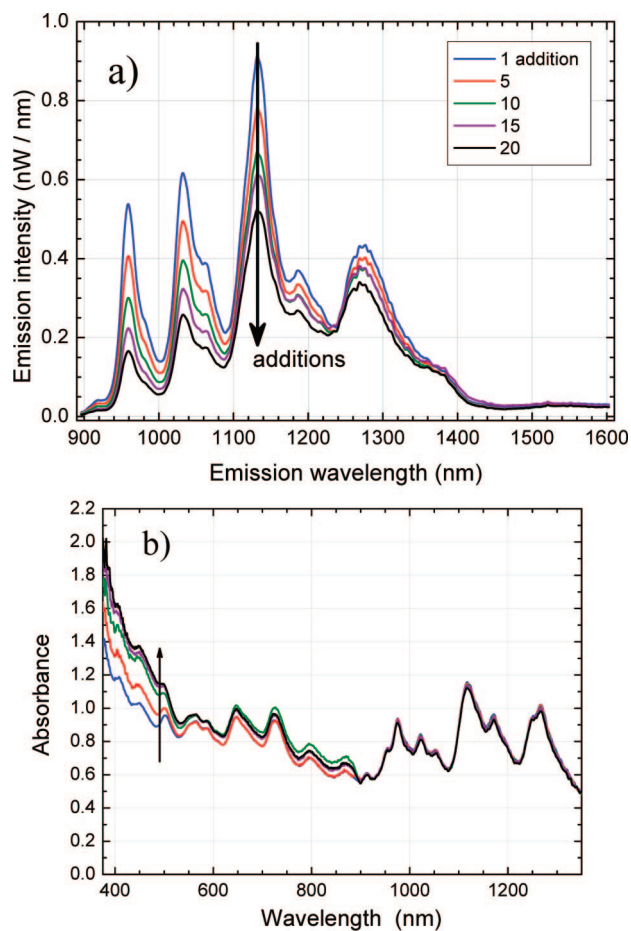 a)
1 addition
5
10
15
20
additions
1.0
0.8
0.6
0.4
0.2
0.0
Emission intensity (nW / nm)
900 1000 1100 1200 1300 1400 1500 1600
Emission wavelength (nm)
b)
2.2
2.0
1.8
1.6
1.4
1.2
1.0
0.8
0.6
0.4
0.2
0.0
Absorbance
400 600 800 1000 1200
Wavelength (nm)